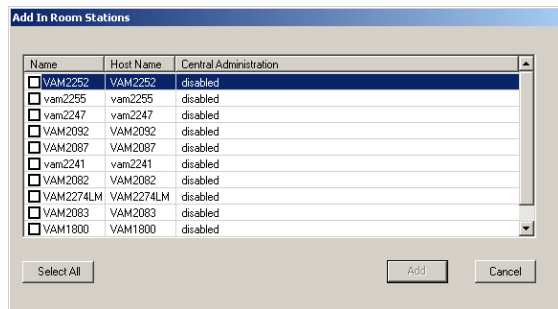 Add In Room Stations
Name Host Name Central Administration
VAM2252 VAM2252 disabled
vam2255 vam2255 disabled
vam2247 vam2247 disabled
VAM2092 VAM2092 disabled
VAM2087 VAM2087 disabled
vam2241 vam2241 disabled
VAM2082 VAM2082 disabled
VAM2274LM VAM2274LM disabled
VAM2083 VAM2083 disabled
VAM1800 VAM1800 disabled
Select All Add Cancel